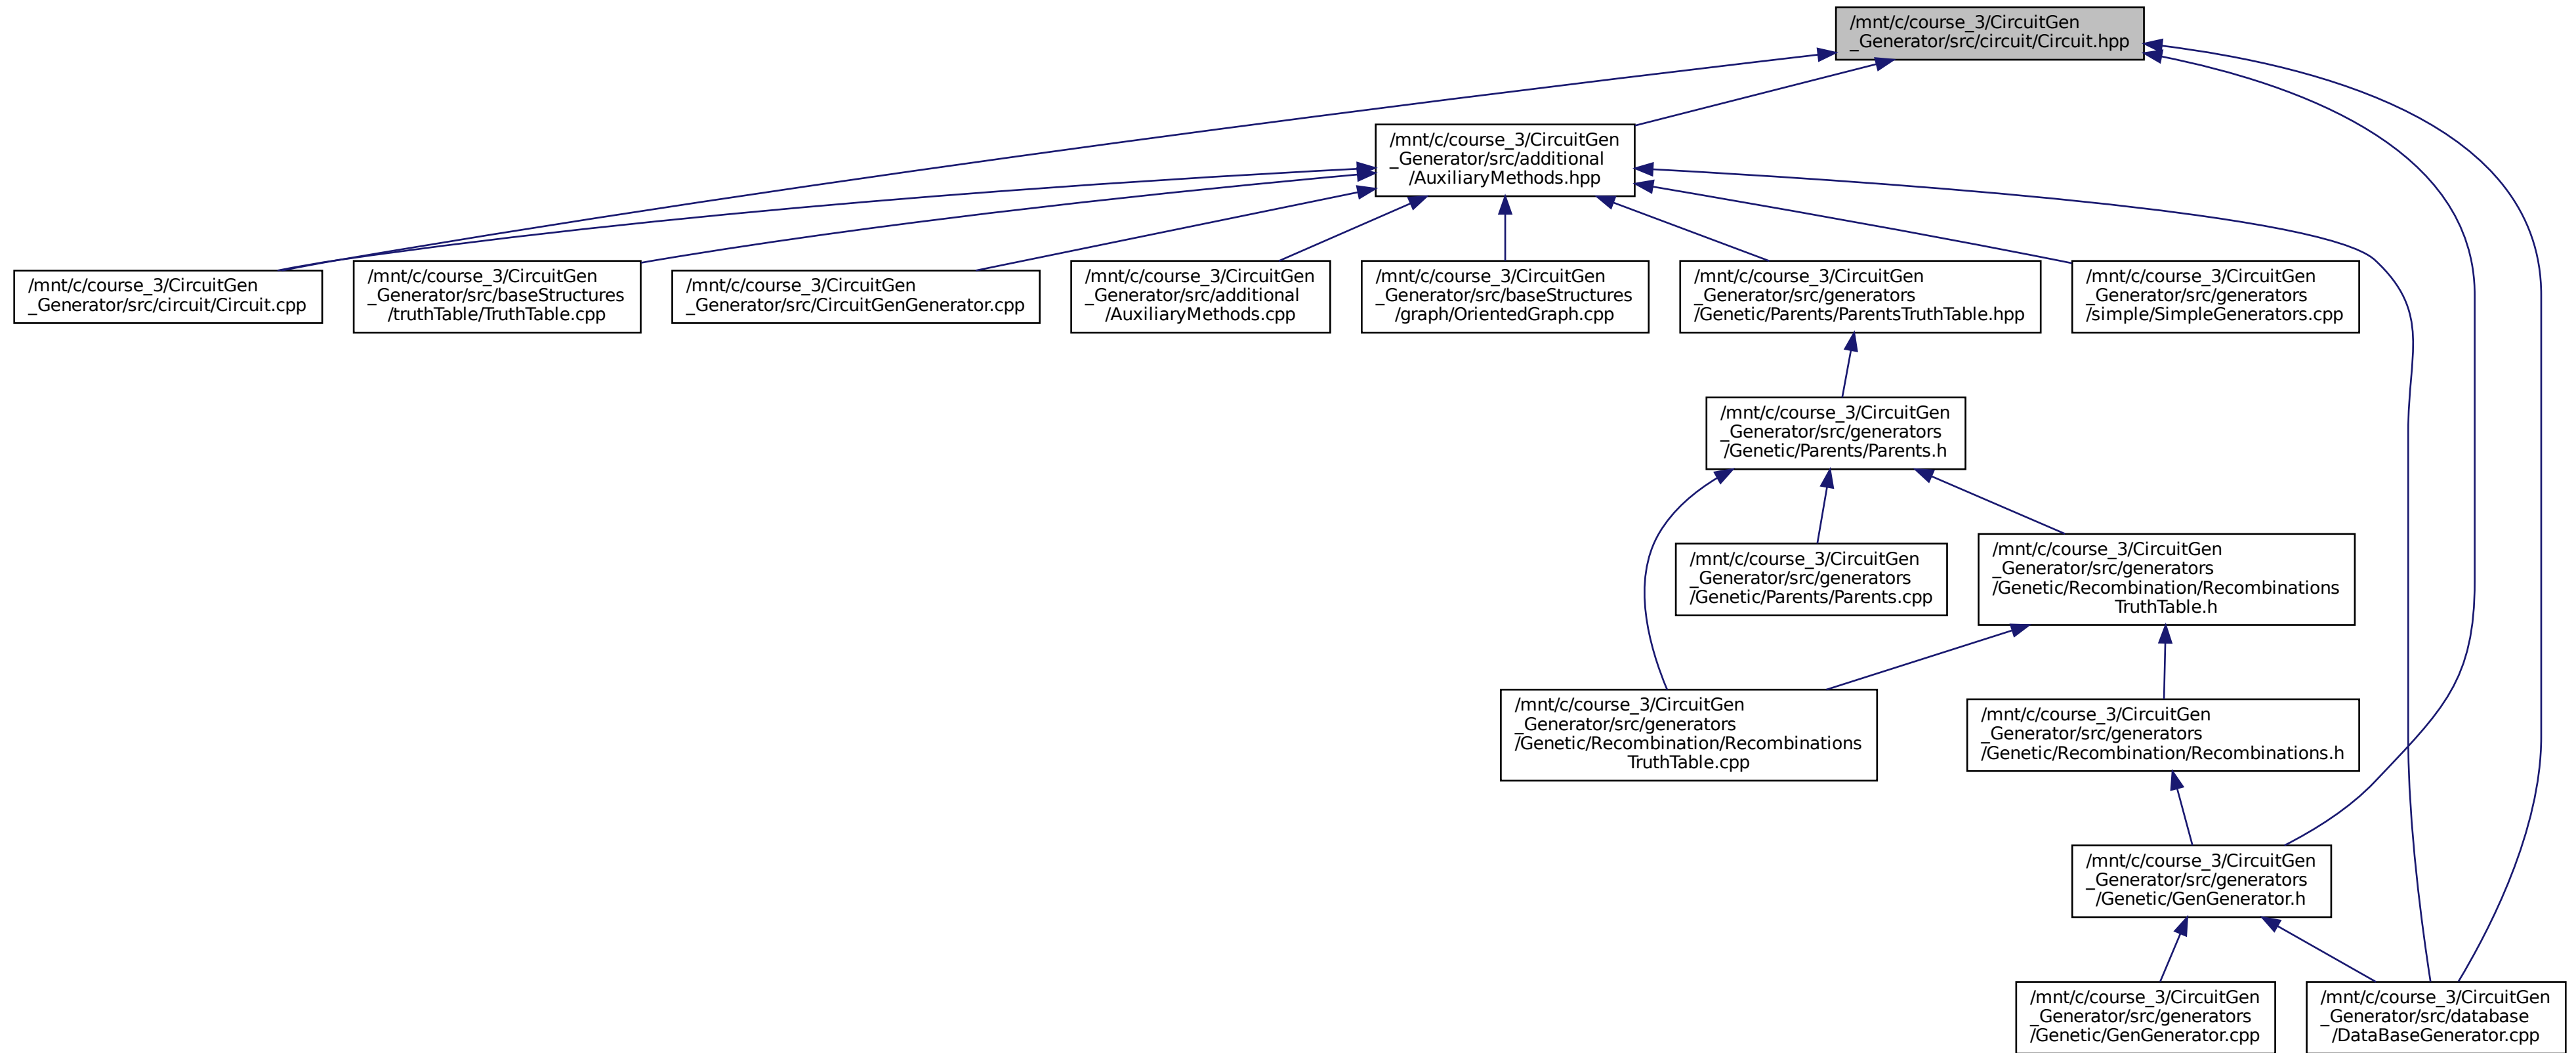 /mnt/c/course_3/CircuitGen
_Generator/src/circuit/Circuit.hpp
/mnt/c/course_3/CircuitGen
_Generator/src/additional
/AuxiliaryMethods.hpp
/mnt/c/course_3/CircuitGen
_Generator/src/circuit/Circuit.cpp
/mnt/c/course_3/CircuitGen
_Generator/src/baseStructures
/truthTable/TruthTable.cpp
/mnt/c/course_3/CircuitGen
_Generator/src/CircuitGenGenerator.cpp
/mnt/c/course_3/CircuitGen
_Generator/src/additional
/AuxiliaryMethods.cpp
/mnt/c/course_3/CircuitGen
_Generator/src/baseStructures
/graph/OrientedGraph.cpp
/mnt/c/course_3/CircuitGen
_Generator/src/generators
/Genetic/Parents/ParentsTruthTable.hpp
/mnt/c/course_3/CircuitGen
_Generator/src/generators
/simple/SimpleGenerators.cpp
/mnt/c/course_3/CircuitGen
_Generator/src/generators
/Genetic/Parents/Parents.h
/mnt/c/course_3/CircuitGen
_Generator/src/generators
/Genetic/Parents/Parents.cpp
/mnt/c/course_3/CircuitGen
_Generator/src/generators
/Genetic/Recombination/Recombinations
TruthTable.h
/mnt/c/course_3/CircuitGen
_Generator/src/generators
/Genetic/Recombination/Recombinations
TruthTable.cpp
/mnt/c/course_3/CircuitGen
_Generator/src/generators
/Genetic/Recombination/Recombinations.h
/mnt/c/course_3/CircuitGen
_Generator/src/generators
/Genetic/GenGenerator.h
/mnt/c/course_3/CircuitGen
_Generator/src/generators
/Genetic/GenGenerator.cpp
/mnt/c/course_3/CircuitGen
_Generator/src/database
/DataBaseGenerator.cpp